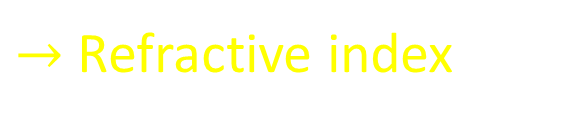 → Refractive index